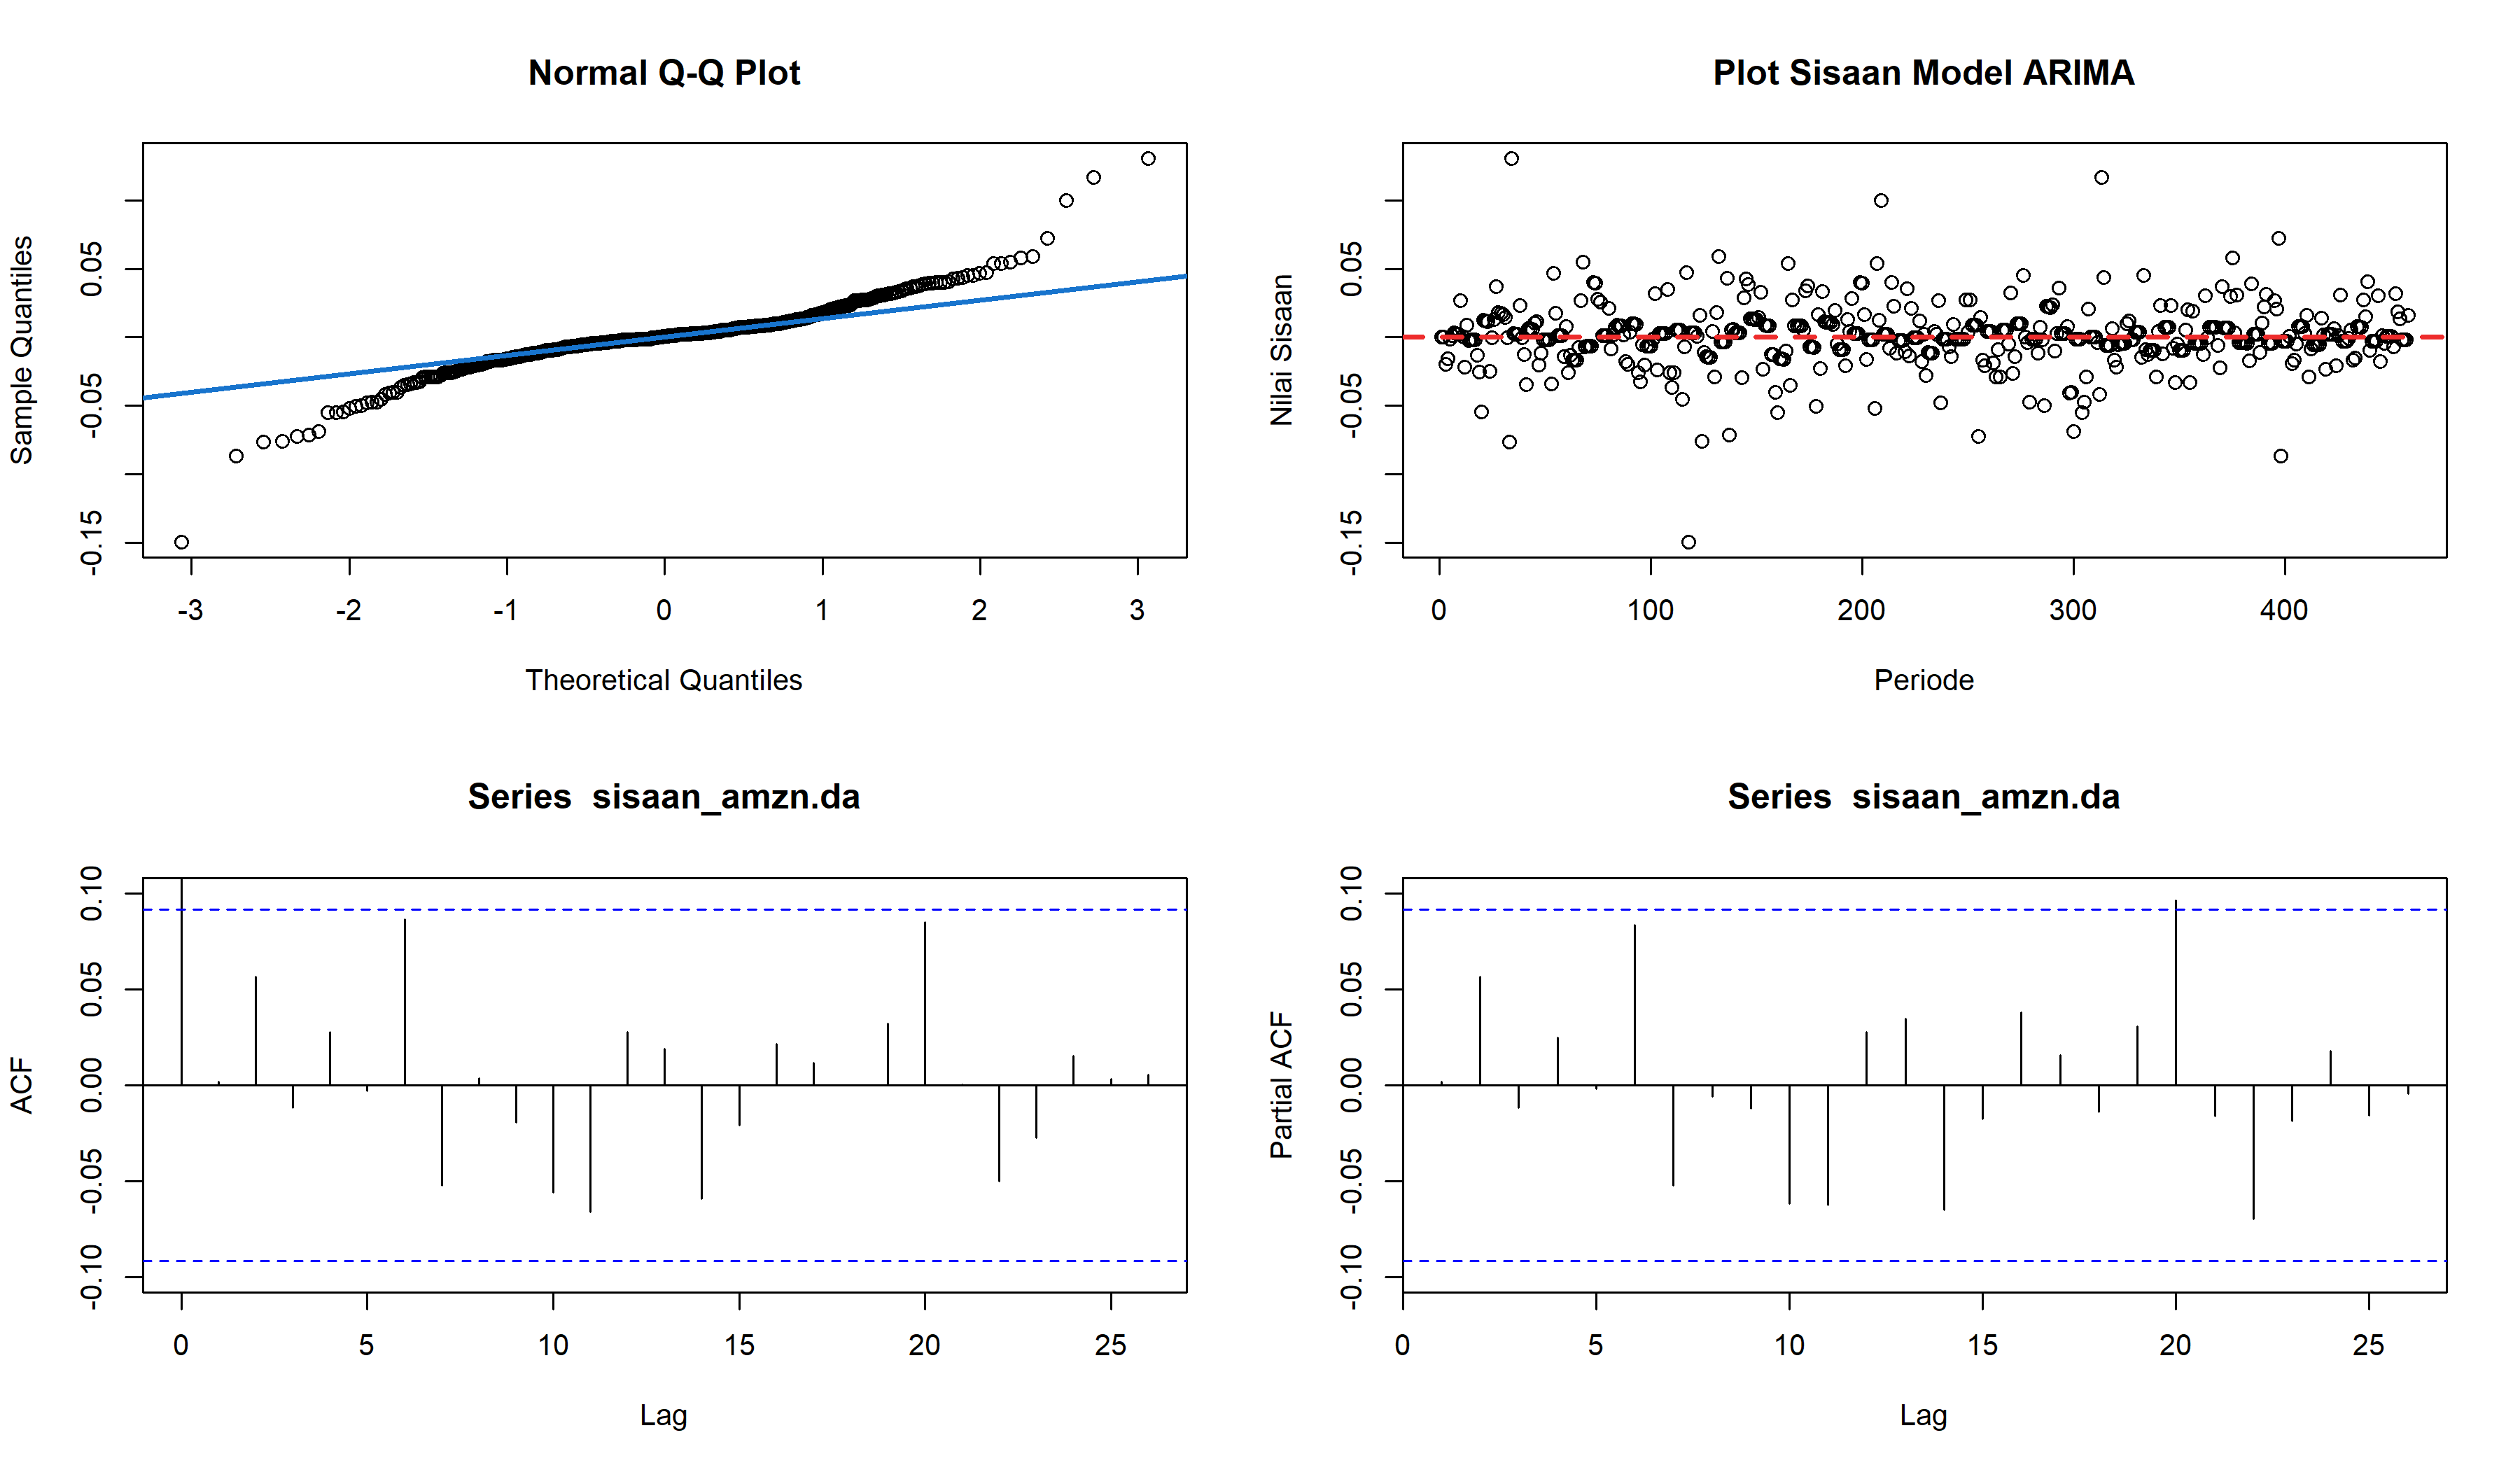 Normal Q-Q Plot
Sample Quantiles
0.05
-0.05
-0.15
-3 -2 -1 0 1 2 3
Theoretical Quantiles
Plot Sisaan Model ARIMA
Nilai Sisaan
0.05
-0.05
-0.15
0 100 200 300 400
Periode
Series sisaan_amzn.da
ACF
0.10
0.05
0.00
-0.05
-0.10
0 5 10 15 20 25
Lag
Series sisaan_amzn.da
Partial ACF
0.10
0.05
0.00
-0.05
-0.10
0 5 10 15 20 25
Lag